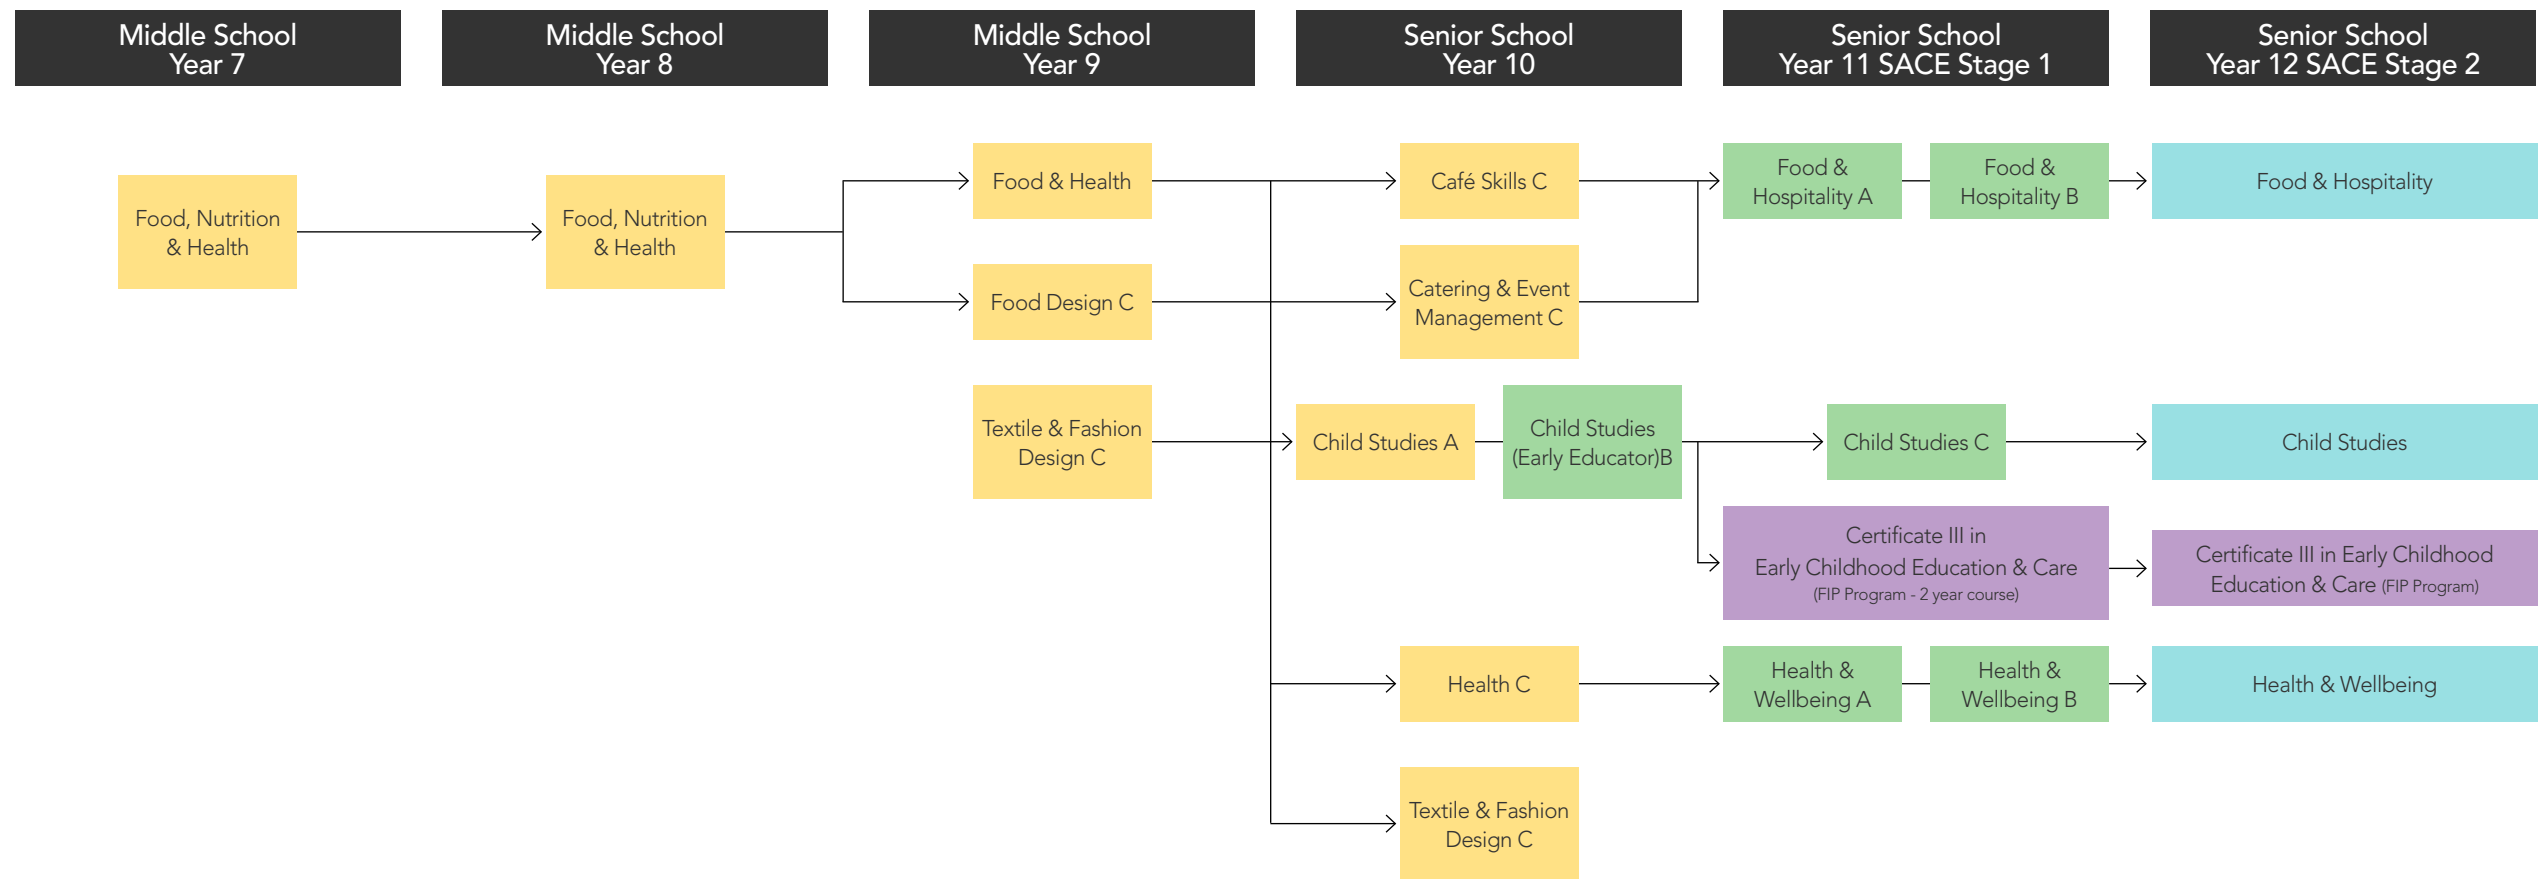 Middle School
Year 7
Middle School
Year 8
Middle School
Year 9
Senior School
Year 10
Senior School
Year 11 SACE Stage 1
Senior School
Year 12 SACE Stage 2
Food, Nutrition
& Health
Food, Nutrition
& Health
Food & Health
Food Design C
Textile & Fashion
Design C
Café Skills C
Catering & Event
Management C
Child Studies A
Child Studies
(Early Educator)B
Health C
Textile & Fashion
Design C
Food &
Hospitality A
Food &
Hospitality B
Child Studies C
Certificate III in
Early Childhood Education & Care
(FIP Program - 2 year course)
Health &
Wellbeing A
Health &
Wellbeing B
Food & Hospitality
Child Studies
Certificate III in Early Childhood
Education & Care (FIP Program)
Health & Wellbeing